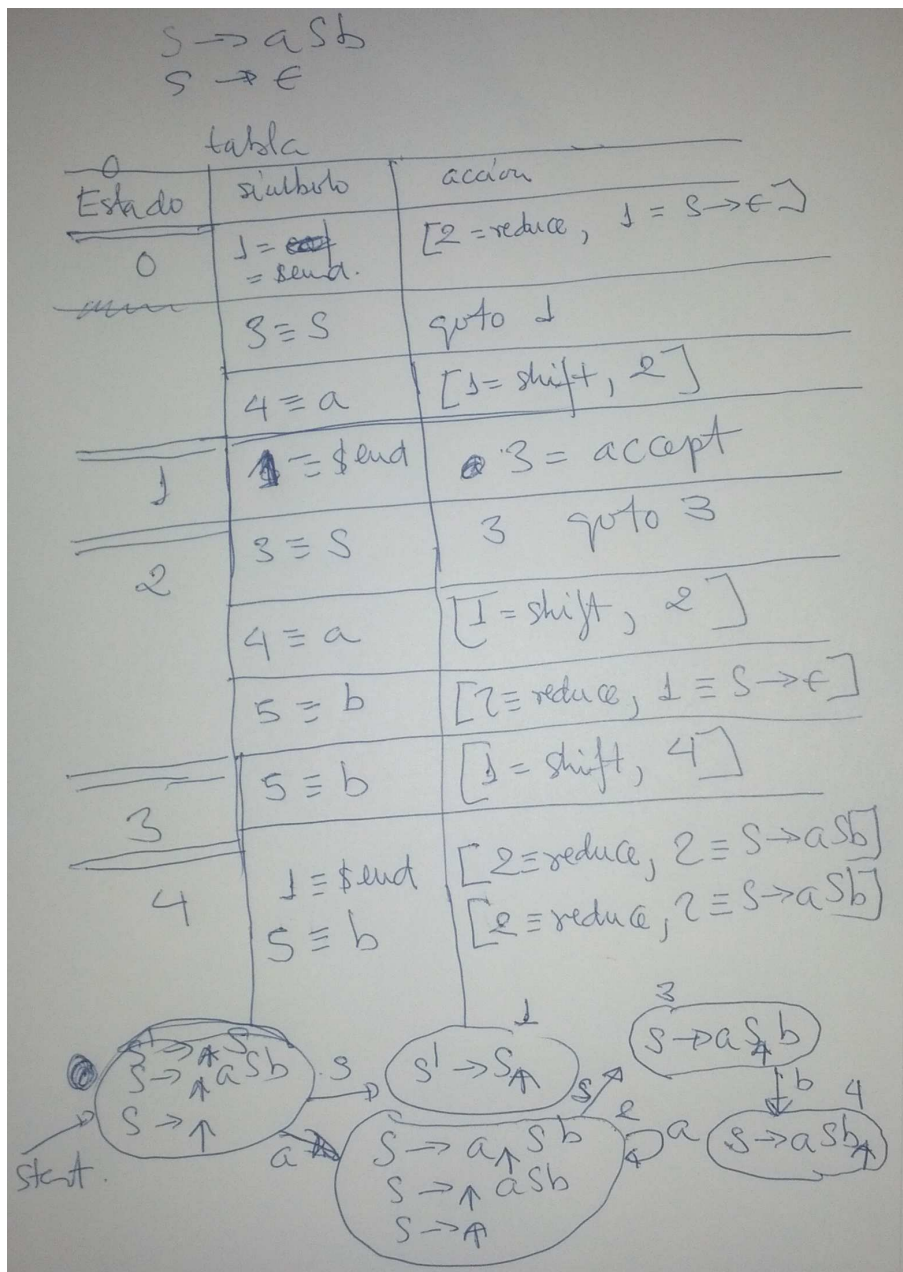 S → aSb
S → ϵ
tabla
Estado símbolo acción
0 1 = = $end. [2 = reduce, 1 = S → ϵ]
3 ≡ S goto 1
4 ≡ a [1 = shift, 2]
1 1 ≡ $end 3 = accept
2 3 ≡ S 3 goto 3
4 ≡ a [1 = shift, 2]
5 ≡ b [2 ≡ reduce, 1 ≡ S → ϵ]
3 5 ≡ b [1 = shift, 4]
4 1 ≡ $end [2 ≡ reduce, 2 ≡ S → aSb]
5 ≡ b [2 ≡ reduce, 2 ≡ S → aSb]
S' → ↑ S
S → ↑ aSb
S → ↑
start.
S
a
1
S' → S↑
S
2
S → a↑Sb
S → ↑aSb
S → ↑
a
3
S → aS↑b
b
4
S → aSb↑